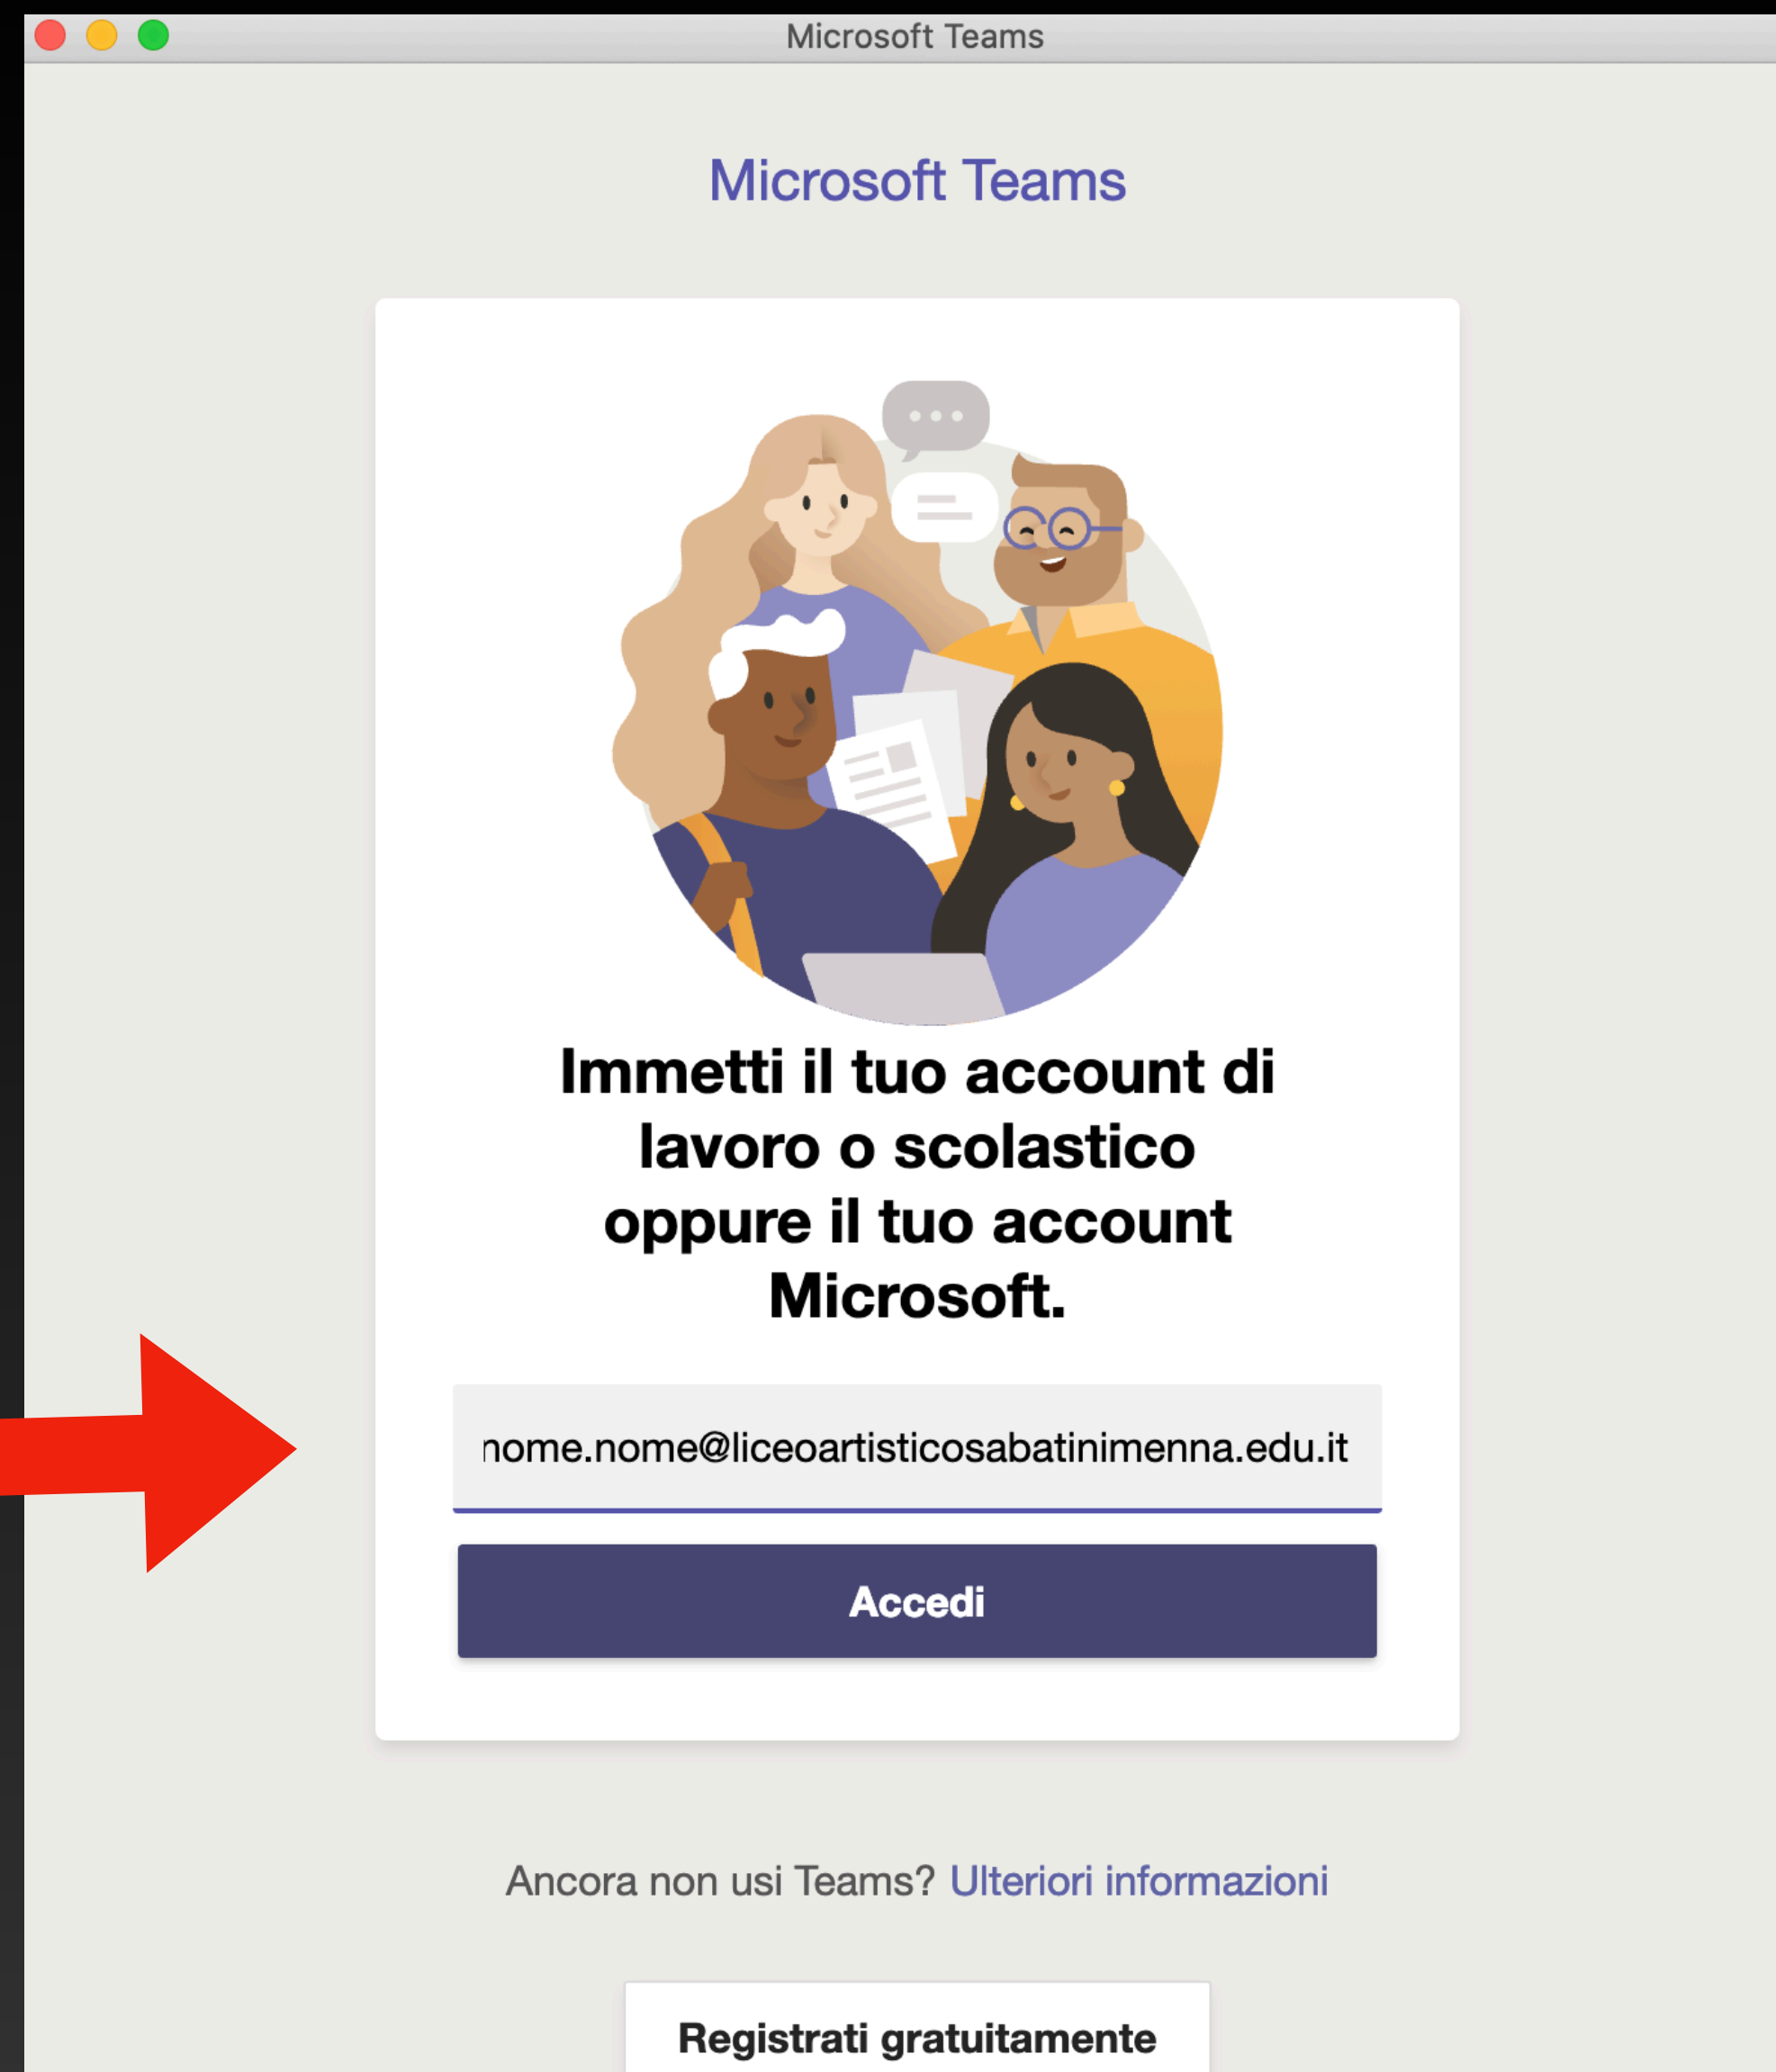 Microsoft Teams
Microsoft Teams
Immetti il tuo account di
lavoro o scolastico
oppure il tuo account
Microsoft.
nome.nome@liceoartisticosabatinimenna.edu.it
Accedi
Ancora non usi Teams? Ulteriori informazioni
Registrati gratuitamente